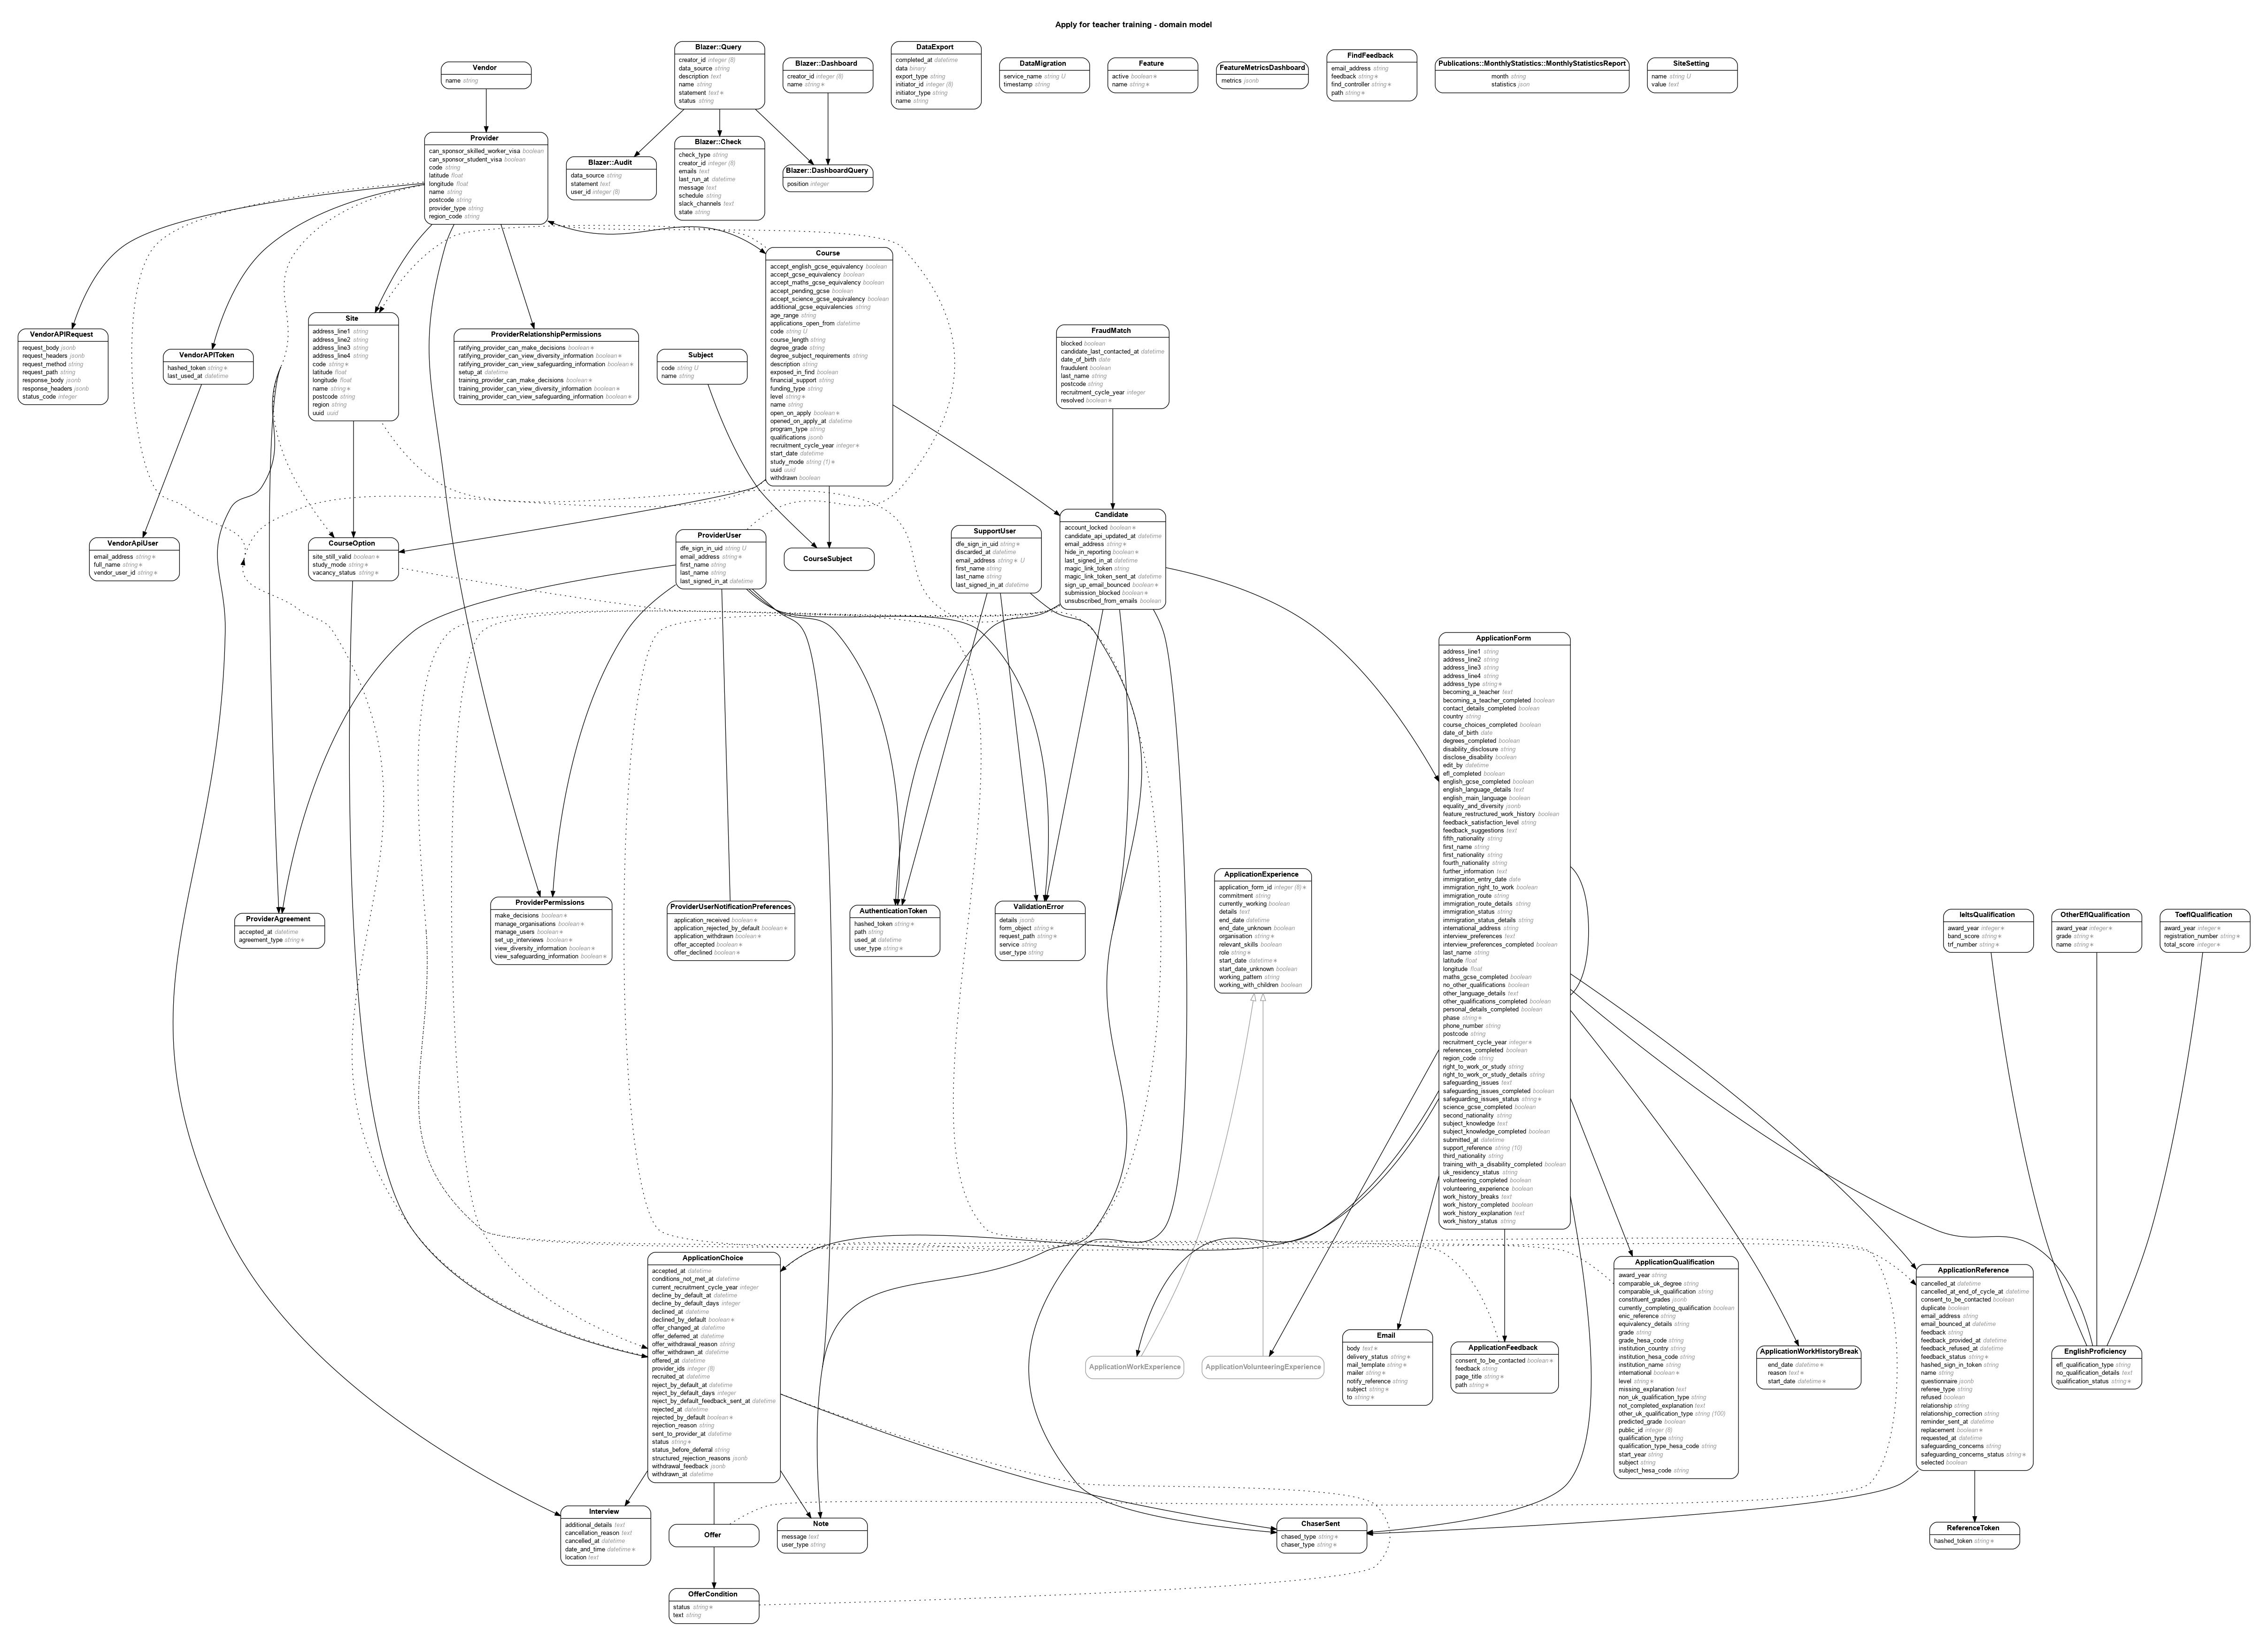 Apply for teacher training - domain model
Vendor
name string
Blazer::Query
creator_id integer (8)
data_source string
description text
name string
statement text ∗
status string
Blazer::Dashboard
creator_id integer (8)
name string ∗
DataExport
completed_at datetime
data binary
export_type string
initiator_id integer (8)
initiator_type string
name string
DataMigration
service_name string U
timestamp string
Feature
active boolean ∗
name string ∗
FeatureMetricsDashboard
metrics jsonb
FindFeedback
email_address string
feedback string ∗
find_controller string ∗
path string ∗
Publications::MonthlyStatistics::MonthlyStatisticsReport
month string
statistics json
SiteSetting
name string U
value text
Provider
can_sponsor_skilled_worker_visa boolean
can_sponsor_student_visa boolean
code string
latitude float
longitude float
name string
postcode string
provider_type string
region_code string
Blazer::Audit
data_source string
statement text
user_id integer (8)
Blazer::Check
check_type string
creator_id integer (8)
emails text
last_run_at datetime
message text
schedule string
slack_channels text
state string
Blazer::DashboardQuery
position integer
Course
accept_english_gcse_equivalency boolean
accept_gcse_equivalency boolean
accept_maths_gcse_equivalency boolean
accept_pending_gcse boolean
accept_science_gcse_equivalency boolean
additional_gcse_equivalencies string
age_range string
applications_open_from datetime
code string U
course_length string
degree_grade string
degree_subject_requirements string
description string
exposed_in_find boolean
financial_support string
funding_type string
level string ∗
name string
open_on_apply boolean ∗
opened_on_apply_at datetime
program_type string
qualifications jsonb
recruitment_cycle_year integer ∗
start_date datetime
study_mode string (1) ∗
uuid uuid
withdrawn boolean
VendorAPIRequest
request_body jsonb
request_headers jsonb
request_method string
request_path string
response_body jsonb
response_headers jsonb
status_code integer
VendorAPIToken
hashed_token string ∗
last_used_at datetime
Site
address_line1 string
address_line2 string
address_line3 string
address_line4 string
code string ∗
latitude float
longitude float
name string ∗
postcode string
region string
uuid uuid
ProviderRelationshipPermissions
ratifying_provider_can_make_decisions boolean ∗
ratifying_provider_can_view_diversity_information boolean ∗
ratifying_provider_can_view_safeguarding_information boolean ∗
setup_at datetime
training_provider_can_make_decisions boolean ∗
training_provider_can_view_diversity_information boolean ∗
training_provider_can_view_safeguarding_information boolean ∗
Subject
code string U
name string
FraudMatch
blocked boolean
candidate_last_contacted_at datetime
date_of_birth date
fraudulent boolean
last_name string
postcode string
recruitment_cycle_year integer
resolved boolean ∗
VendorApiUser
email_address string ∗
full_name string ∗
vendor_user_id string ∗
CourseOption
site_still_valid boolean ∗
study_mode string ∗
vacancy_status string ∗
ProviderUser
dfe_sign_in_uid string U
email_address string ∗
first_name string
last_name string
last_signed_in_at datetime
CourseSubject
SupportUser
dfe_sign_in_uid string ∗
discarded_at datetime
email_address string ∗ U
first_name string
last_name string
last_signed_in_at datetime
Candidate
account_locked boolean ∗
candidate_api_updated_at datetime
email_address string ∗
hide_in_reporting boolean ∗
last_signed_in_at datetime
magic_link_token string
magic_link_token_sent_at datetime
sign_up_email_bounced boolean ∗
submission_blocked boolean ∗
unsubscribed_from_emails boolean
ApplicationForm
address_line1 string
address_line2 string
address_line3 string
address_line4 string
address_type string ∗
becoming_a_teacher text
becoming_a_teacher_completed boolean
contact_details_completed boolean
country string
course_choices_completed boolean
date_of_birth date
degrees_completed boolean
disability_disclosure string
disclose_disability boolean
edit_by datetime
efl_completed boolean
english_gcse_completed boolean
english_language_details text
english_main_language boolean
equality_and_diversity jsonb
feature_restructured_work_history boolean
feedback_satisfaction_level string
feedback_suggestions text
fifth_nationality string
first_name string
first_nationality string
fourth_nationality string
further_information text
immigration_entry_date date
immigration_right_to_work boolean
immigration_route string
immigration_route_details string
immigration_status string
immigration_status_details string
international_address string
interview_preferences text
interview_preferences_completed boolean
last_name string
latitude float
longitude float
maths_gcse_completed boolean
no_other_qualifications boolean
other_language_details text
other_qualifications_completed boolean
personal_details_completed boolean
phase string ∗
phone_number string
postcode string
recruitment_cycle_year integer ∗
references_completed boolean
region_code string
right_to_work_or_study string
right_to_work_or_study_details string
safeguarding_issues text
safeguarding_issues_completed boolean
safeguarding_issues_status string ∗
science_gcse_completed boolean
second_nationality string
subject_knowledge text
subject_knowledge_completed boolean
submitted_at datetime
support_reference string (10)
third_nationality string
training_with_a_disability_completed boolean
uk_residency_status string
volunteering_completed boolean
volunteering_experience boolean
work_history_breaks text
work_history_completed boolean
work_history_explanation text
work_history_status string
ProviderAgreement
accepted_at datetime
agreement_type string ∗
ProviderPermissions
make_decisions boolean ∗
manage_organisations boolean ∗
manage_users boolean ∗
set_up_interviews boolean ∗
view_diversity_information boolean ∗
view_safeguarding_information boolean ∗
ProviderUserNotificationPreferences
application_received boolean ∗
application_rejected_by_default boolean ∗
application_withdrawn boolean ∗
offer_accepted boolean ∗
offer_declined boolean ∗
AuthenticationToken
hashed_token string ∗
path string
used_at datetime
user_type string ∗
ValidationError
details jsonb
form_object string ∗
request_path string ∗
service string
user_type string
ApplicationExperience
application_form_id integer (8) ∗
commitment string
currently_working boolean
details text
end_date datetime
end_date_unknown boolean
organisation string ∗
relevant_skills boolean
role string ∗
start_date datetime ∗
start_date_unknown boolean
working_pattern string
working_with_children boolean
IeltsQualification
award_year integer ∗
band_score string ∗
trf_number string ∗
OtherEflQualification
award_year integer ∗
grade string ∗
name string ∗
ToeflQualification
award_year integer ∗
registration_number string ∗
total_score integer ∗
ApplicationChoice
accepted_at datetime
conditions_not_met_at datetime
current_recruitment_cycle_year integer
decline_by_default_at datetime
decline_by_default_days integer
declined_at datetime
declined_by_default boolean ∗
offer_changed_at datetime
offer_deferred_at datetime
offer_withdrawal_reason string
offer_withdrawn_at datetime
offered_at datetime
provider_ids integer (8)
recruited_at datetime
reject_by_default_at datetime
reject_by_default_days integer
reject_by_default_feedback_sent_at datetime
rejected_at datetime
rejected_by_default boolean ∗
rejection_reason string
sent_to_provider_at datetime
status string ∗
status_before_deferral string
structured_rejection_reasons jsonb
withdrawal_feedback jsonb
withdrawn_at datetime
ApplicationWorkExperience
ApplicationVolunteeringExperience
Email
body text ∗
delivery_status string ∗
mail_template string ∗
mailer string ∗
notify_reference string
subject string ∗
to string ∗
ApplicationFeedback
consent_to_be_contacted boolean ∗
feedback string
page_title string ∗
path string ∗
ApplicationQualification
award_year string
comparable_uk_degree string
comparable_uk_qualification string
constituent_grades jsonb
currently_completing_qualification boolean
enic_reference string
equivalency_details string
grade string
grade_hesa_code string
institution_country string
institution_hesa_code string
institution_name string
international boolean ∗
level string ∗
missing_explanation text
non_uk_qualification_type string
not_completed_explanation text
other_uk_qualification_type string (100)
predicted_grade boolean
public_id integer (8)
qualification_type string
qualification_type_hesa_code string
start_year string
subject string
subject_hesa_code string
ApplicationWorkHistoryBreak
end_date datetime ∗
reason text ∗
start_date datetime ∗
ApplicationReference
cancelled_at datetime
cancelled_at_end_of_cycle_at datetime
consent_to_be_contacted boolean
duplicate boolean
email_address string
email_bounced_at datetime
feedback string
feedback_provided_at datetime
feedback_refused_at datetime
feedback_status string ∗
hashed_sign_in_token string
name string
questionnaire jsonb
referee_type string
refused boolean
relationship string
relationship_correction string
reminder_sent_at datetime
replacement boolean ∗
requested_at datetime
safeguarding_concerns string
safeguarding_concerns_status string ∗
selected boolean
EnglishProficiency
efl_qualification_type string
no_qualification_details text
qualification_status string ∗
Interview
additional_details text
cancellation_reason text
cancelled_at datetime
date_and_time datetime ∗
location text
Offer
Note
message text
user_type string
ChaserSent
chased_type string ∗
chaser_type string ∗
ReferenceToken
hashed_token string ∗
OfferCondition
status string ∗
text string